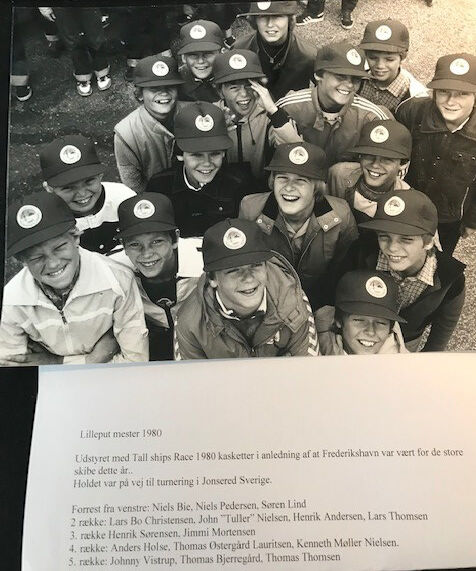 Lilleput mester 1980
Udstyret med Tall ships Race 1980 kasketter i anledning af at Frederikshavn var vært for de store
skibe dette år..
Holdet var på vej til turnering i Jonsered Sverige.
Forrest fra venstre: Niels Bie, Niels Pedersen, Søren Lind
2 række: Lars Bo Christensen, John "Tuller" Nielsen, Henrik Andersen, Lars Thomsen
3. række Henrik Sørensen, Jimmi Mortensen
4. række: Anders Holse, Thomas Østergård Lauritsen, Kenneth Møller Nielsen.
5. række: Johnny Vistrup, Thomas Bjerregård, Thomas Thomsen